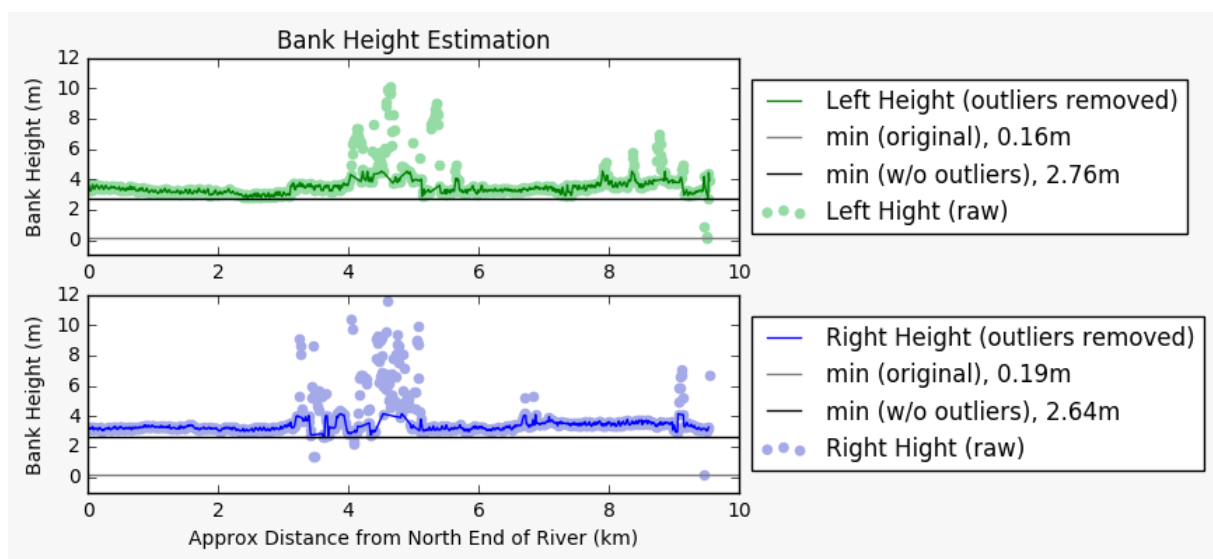 Bank Height Estimation
Bank Height (m)
12
10
8
6
4
2
0
0 2 4 6 8 10
Left Height (outliers removed)
min (original), 0.16m
min (w/o outliers), 2.76m
Left Hight (raw)
Bank Height (m)
12
10
8
6
4
2
0
0 2 4 6 8 10
Approx Distance from North End of River (km)
Right Height (outliers removed)
min (original), 0.19m
min (w/o outliers), 2.64m
Right Hight (raw)